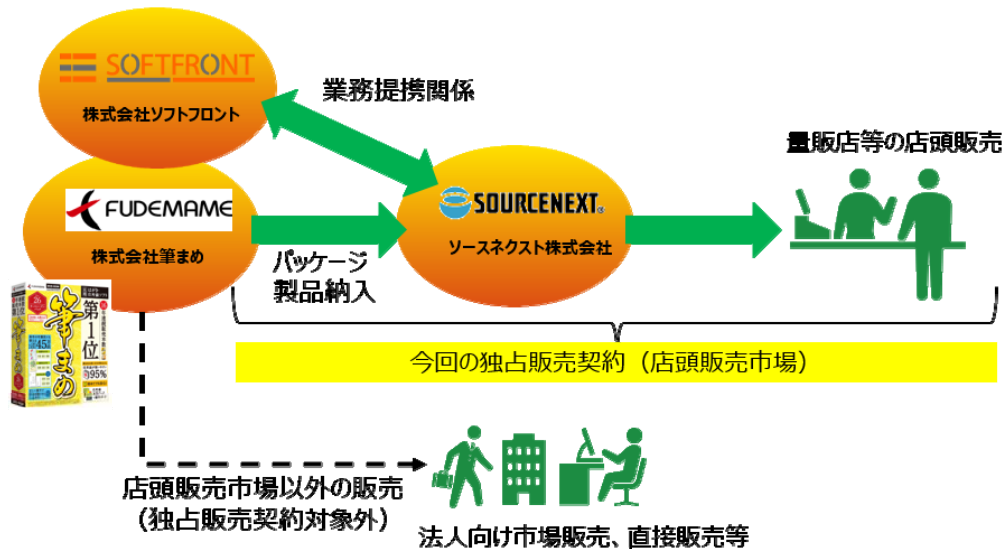 SOFTFRONT
株式会社ソフトフロント
業務提携関係
量販店等の店頭販売
FUDEMAME
株式会社筆まめ
SOURCENEXT
ソースネクスト株式会社
パッケージ
製品納入
第1位
筆まめ
95%
今回の独占販売契約（店頭販売市場）
店頭販売市場以外の販売
（独占販売契約対象外）
法人向け市場販売、直接販売等